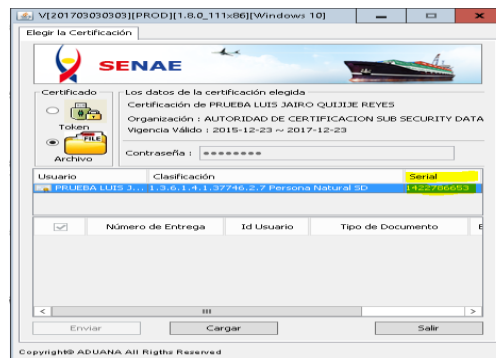 V[201703030303][PROD][1.8.0_111x86][Windows 10]
Elegir la Certificación
SENAE
Certificado
Token
FILE
Archivo
Los datos de la certificación elegida
Certificación de PRUEBA LUIS JAIRO QUIJIJE REYES
Organización : AUTORIDAD DE CERTIFICACION SUB SECURITY DATA
Vigencia Válido : 2015-12-23 ~ 2017-12-23
Contraseña : ********
Usuario Clasificación Serial
PRUEBA LUIS J... 1.3.6.1.4.1.37746.2.7 Persona Natural SD 1422786653
Número de Entrega Id Usuario Tipo de Documento E
Enviar Cargar Salir
Copyright® ADUANA All Rigths Reserved